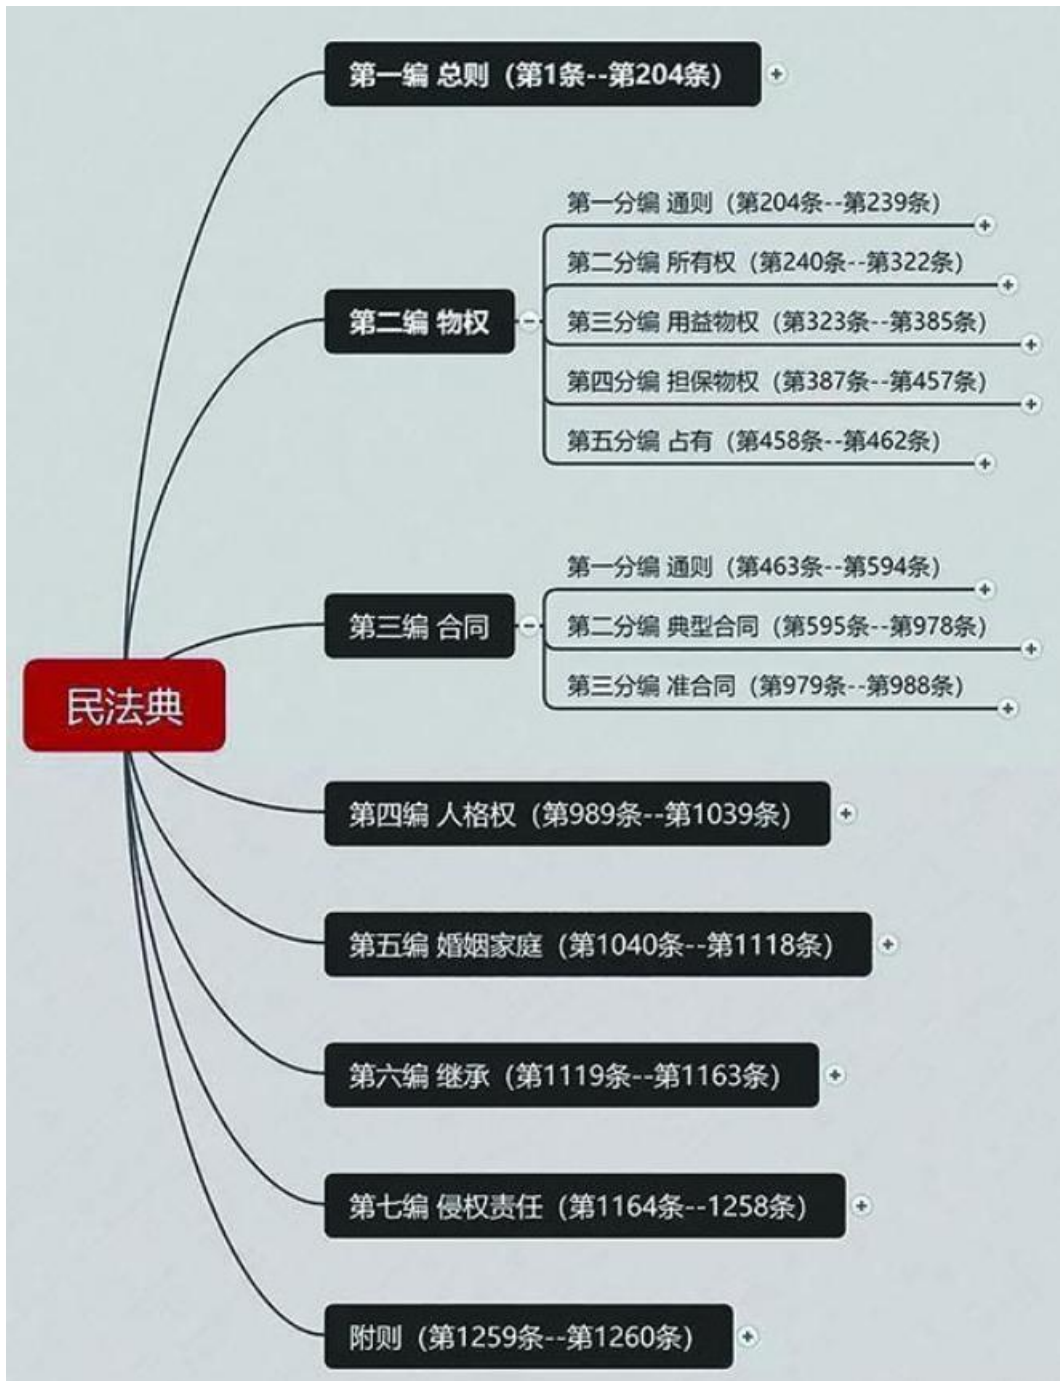 第一编 总则（第1条--第204条）
第一分编 通则（第204条--第239条）
第二分编 所有权（第240条--第322条）
第二编 物权
第三分编 用益物权（第323条--第385条）
第四分编 担保物权（第387条--第457条）
第五分编 占有（第458条--第462条）
第一分编 通则（第463条--第594条）
第三编 合同
第二分编 典型合同（第595条--第978条）
第三分编 准合同（第979条--第988条）
民法典
第四编 人格权（第989条--第1039条）
第五编 婚姻家庭（第1040条--第1118条）
第六编 继承（第1119条--第1163条）
第七编 侵权责任（第1164条--1258条）
附则（第1259条--第1260条）